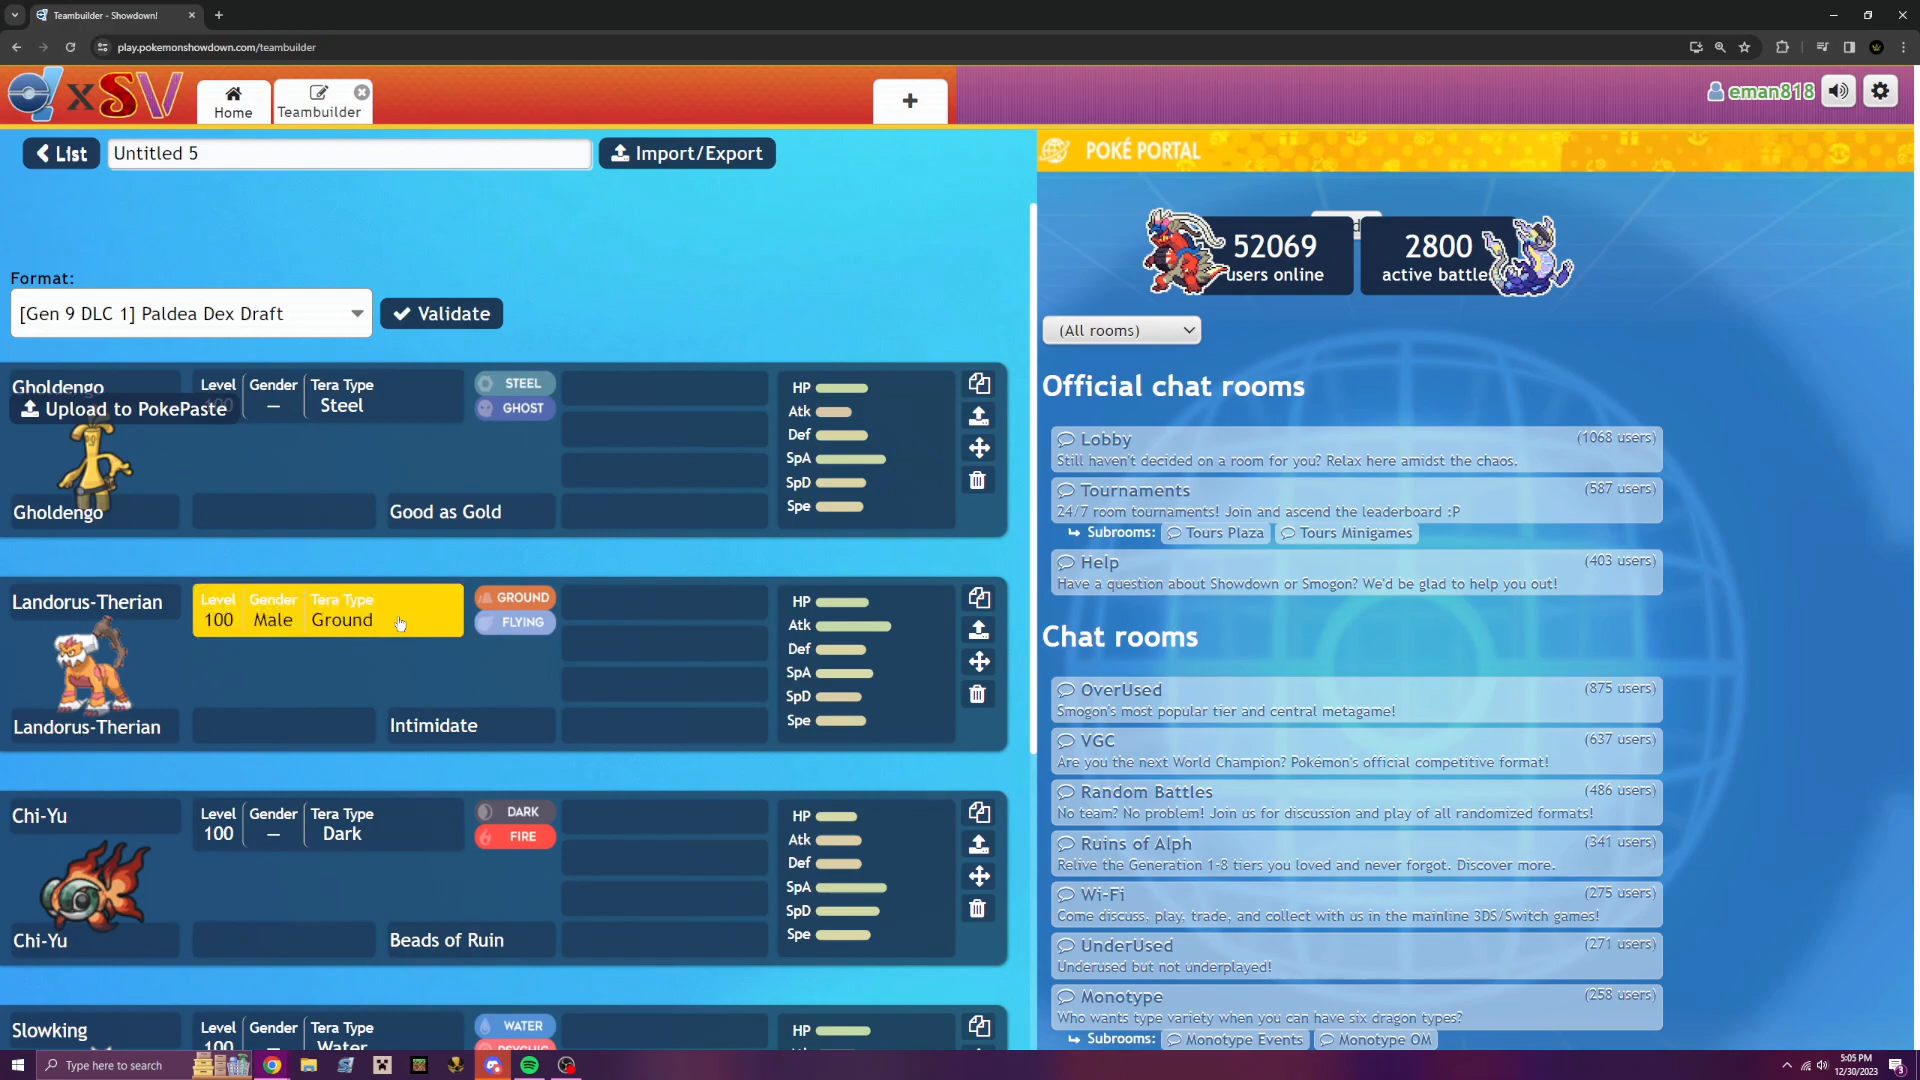 Teambuilder - Showdown!
play.pokemonshowdown.com/teambuilder
x SV
Home
Teambuilder
eman818
List
Untitled 5
Import/Export
Format:
[Gen 9 DLC 1] Paldea Dex Draft
Validate
Gholdengo
Level
Gender
Tera Type
100
—
Steel
Upload to PokePaste
STEEL
GHOST
HP
Atk
Def
SpA
SpD
Spe
Gholdengo
Good as Gold
Landorus-Therian
Level
Gender
Tera Type
100
Male
Ground
GROUND
FLYING
HP
Atk
Def
SpA
SpD
Spe
Landorus-Therian
Intimidate
Chi-Yu
Level
Gender
Tera Type
100
—
Dark
DARK
FIRE
HP
Atk
Def
SpA
SpD
Spe
Chi-Yu
Beads of Ruin
Slowking
Level
Gender
Tera Type
100
—
Water
WATER
PSYCHIC
HP
POKÉ PORTAL
52069
users online
2800
active battle
(All rooms)
Official chat rooms
Lobby
(1068 users)
Still haven't decided on a room for you? Relax here amidst the chaos.
Tournaments
(587 users)
24/7 room tournaments! Join and ascend the leaderboard :P
Subrooms: Tours Plaza Tours Minigames
Help
(403 users)
Have a question about Showdown or Smogon? We'd be glad to help you out!
Chat rooms
OverUsed
(875 users)
Smogon's most popular tier and central metagame!
VGC
(637 users)
Are you the next World Champion? Pokémon's official competitive format!
Random Battles
(486 users)
No team? No problem! Join us for discussion and play of all randomized formats!
Ruins of Alph
(341 users)
Relive the Generation 1-8 tiers you loved and never forgot. Discover more.
Wi-Fi
(275 users)
Come discuss, play, trade, and collect with us in the mainline 3DS/Switch games!
UnderUsed
(271 users)
Underused but not underplayed!
Monotype
(258 users)
Who wants type variety when you can have six dragon types?
Subrooms: Monotype Events Monotype OM
Type here to search
5:05 PM
12/30/2023
3